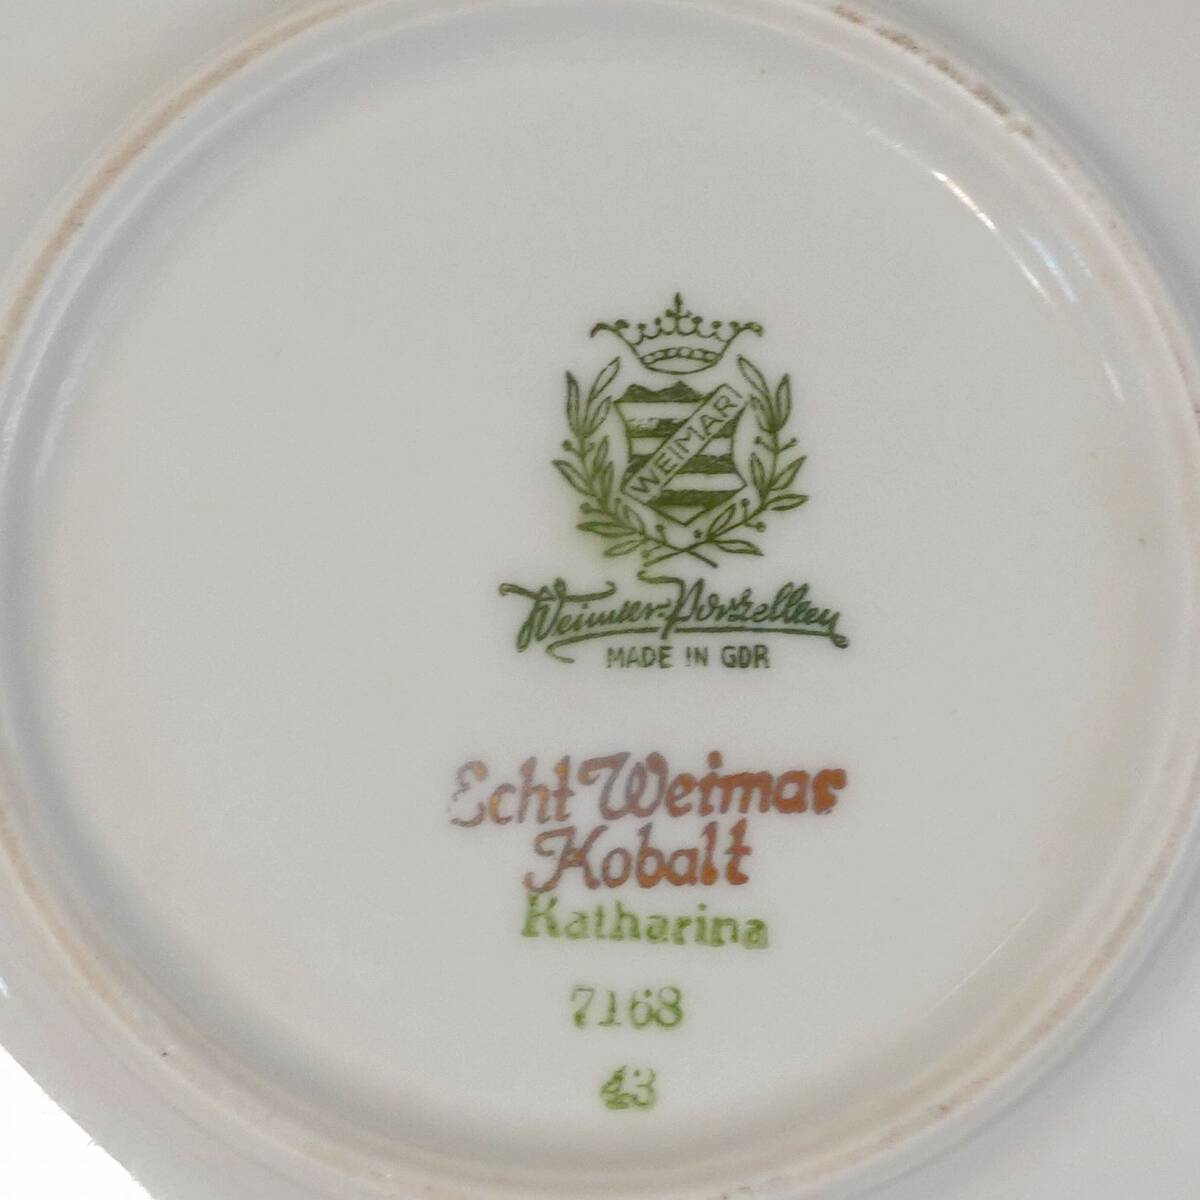 WEIMAR
Weimar-Porzellan
MADE IN GDR
Echt Weimar
Kobalt
Katharina
7168
43